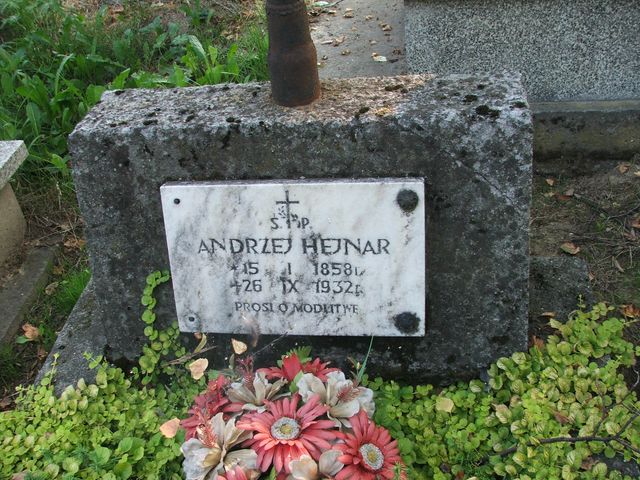 Ś. P.
ANDRZEJ HEJNAR
* 15 I 1858 r.
+ 26 IX 1932 r.
PROSI O MODLITWĘ